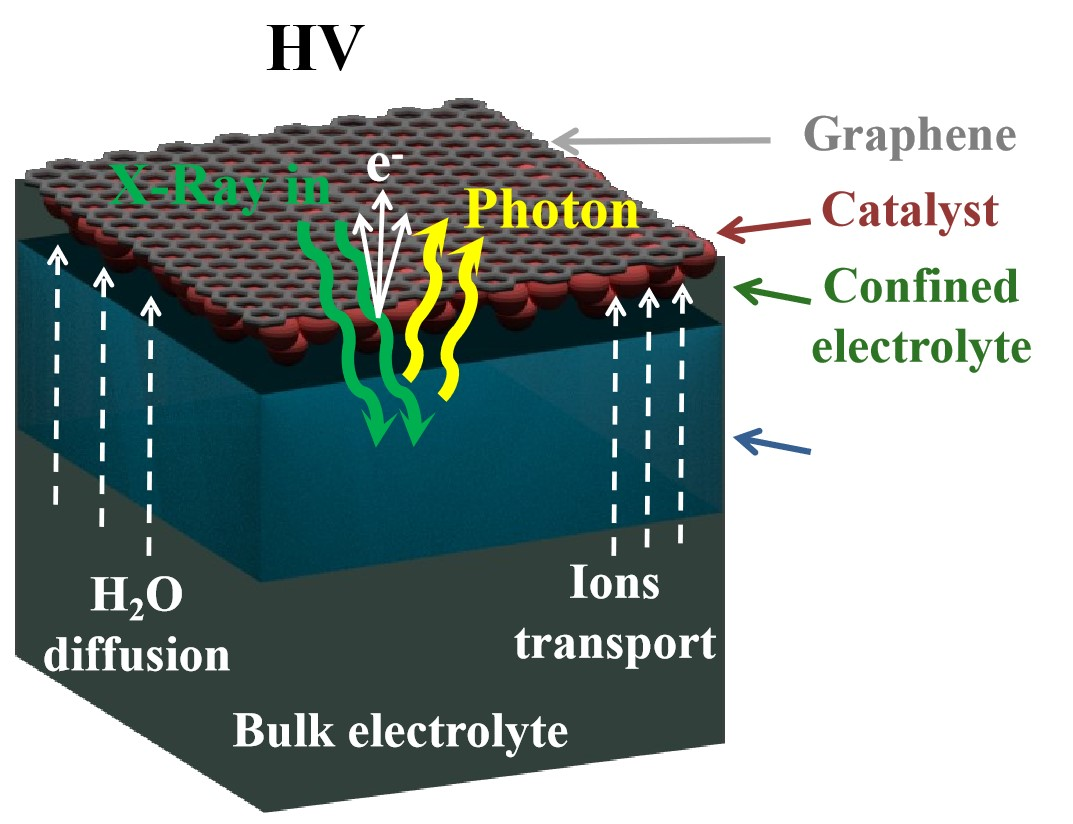 HV
Graphene
X-Ray in
e⁻
Photon
Catalyst
Confined
electrolyte
H₂O
diffusion
Ions
transport
Bulk electrolyte